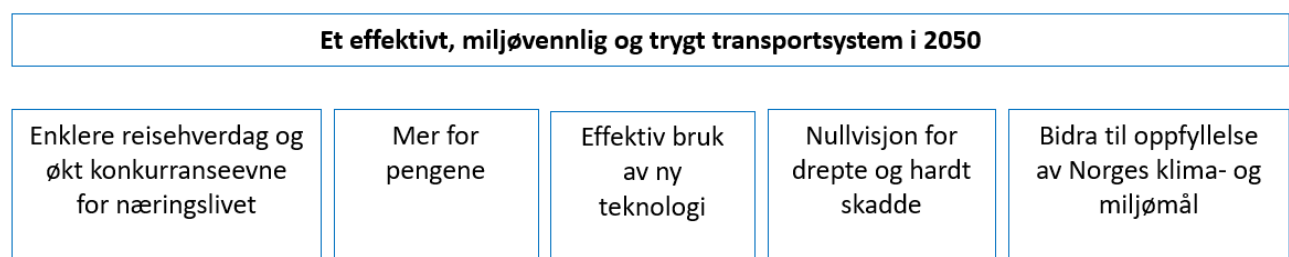 Et effektivt, miljøvennlig og trygt transportsystem i 2050
Enklere reisehverdag og
økt konkurranseevne
for næringslivet
Mer for
pengene
Effektiv bruk
av ny
teknologi
Nullvisjon for
drepte og hardt
skadde
Bidra til oppfyllelse
av Norges klima- og
miljømål